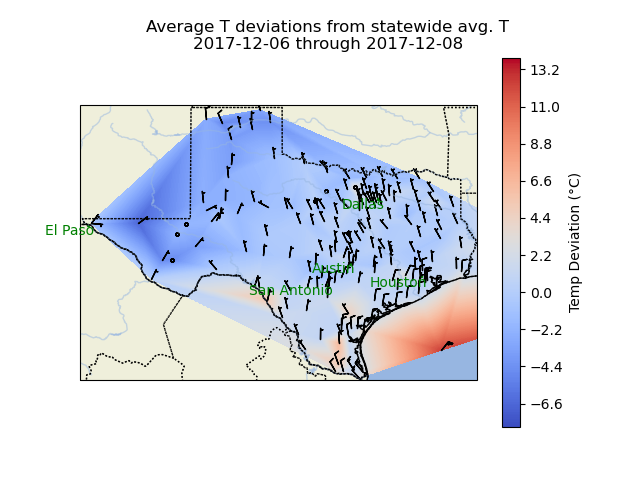 Average T deviations from statewide avg. T
2017-12-06 through 2017-12-08
13.2
11.0
8.8
6.6
4.4
2.2
0.0
−2.2
−4.4
−6.6
Temp Deviation (°C)
Dallas
El Paso
Austin
Houston
San Antonio